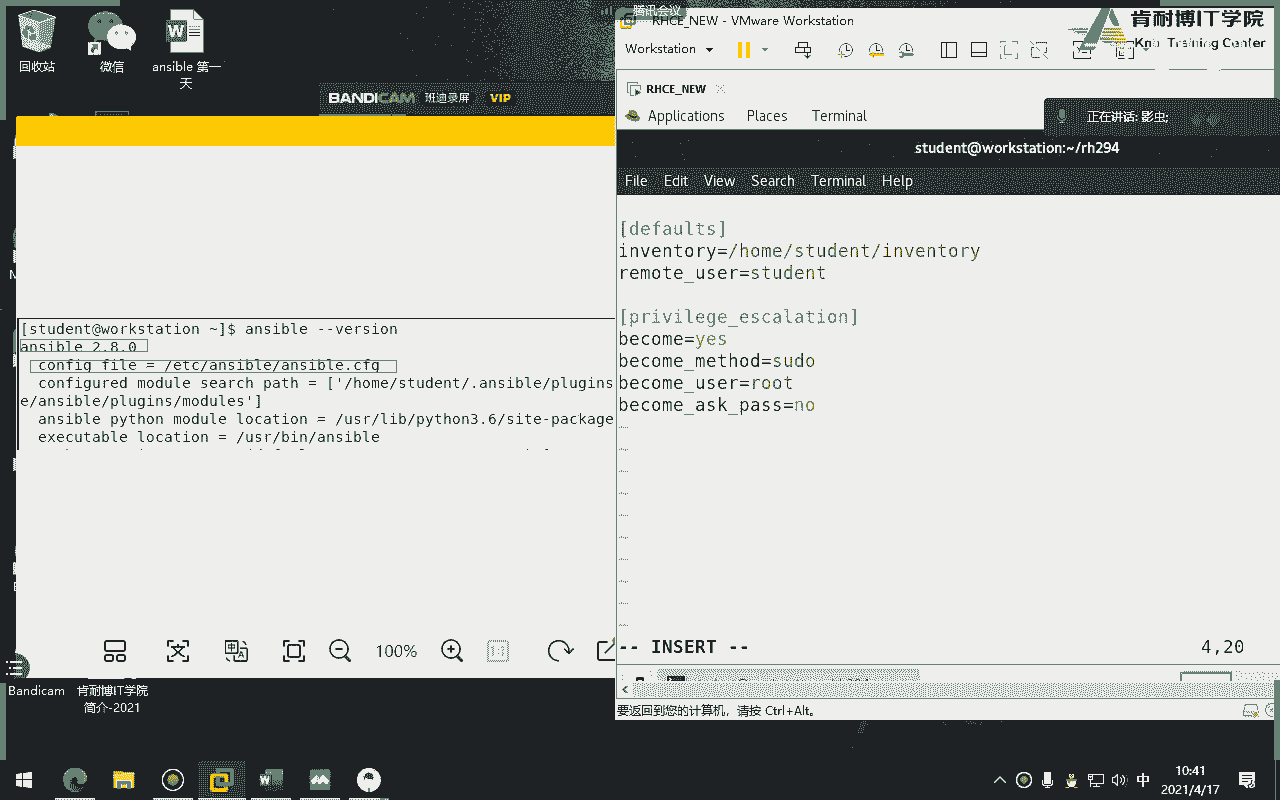 回收站
微信
ansible 第一
天
BANDICAM 班迪录屏 VIP
[student@workstation ~]$ ansible --version
ansible 2.8.0
config file = /etc/ansible/ansible.cfg
configured module search path = ['/home/student/.ansible/plugins
e/ansible/plugins/modules']
ansible python module location = /usr/lib/python3.6/site-package
executable location = /usr/bin/ansible
100%
1:1
Bandicam
肯耐博IT学院
简介-2021
腾讯会议
RHCE_NEW - VMware Workstation
肯耐博IT学院
Training Center
Workstation
RHCE_NEW
Applications Places Terminal
正在讲话: 影虫;
student@workstation:~/rh294
File Edit View Search Terminal Help
[defaults]
inventory=/home/student/inventory
remote_user=student
[privilege_escalation]
become=yes
become_method=sudo
become_user=root
become_ask_pass=no
~
~
~
~
~
~
~
~
~
~
-- INSERT -- 4,20
要返回到您的计算机，请按 Ctrl+Alt。
中
10:41
2021/4/17